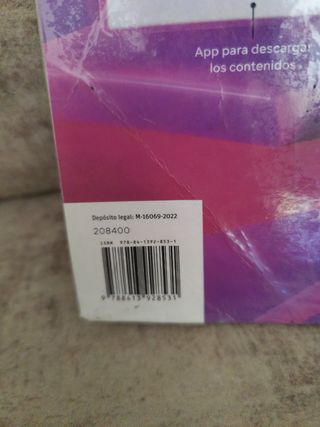 App para descargar
los contenidos
Depósito legal: M-16069-2022
208400
ISBN 978-84-1392-853-1
9 788413 928531